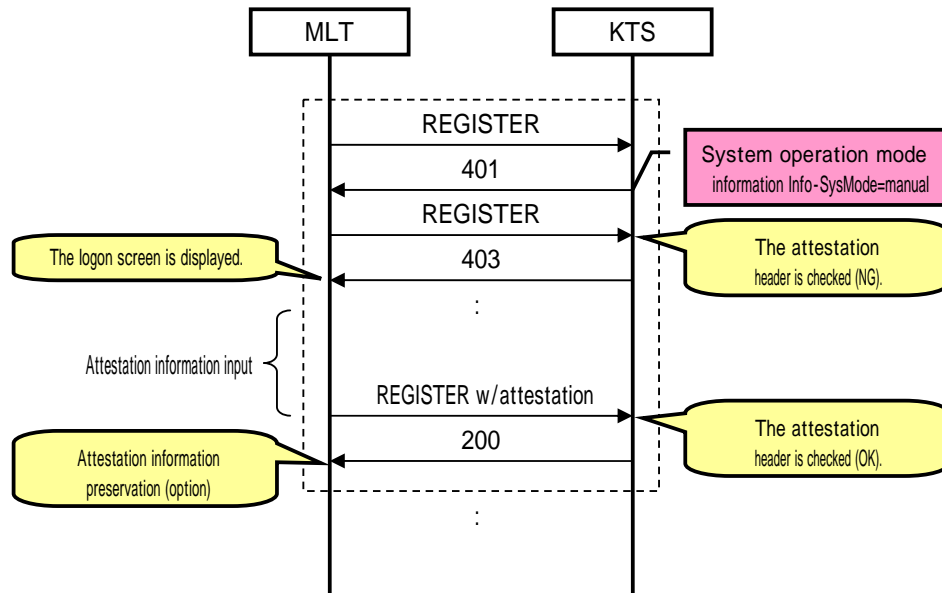 MLT
KTS
REGISTER
401
System operation mode
information Info-SysMode=manual
REGISTER
The logon screen is displayed.
403
The attestation
header is checked (NG).
:
Attestation information input
REGISTER w/attestation
200
The attestation
header is checked (OK).
Attestation information
preservation (option)
: